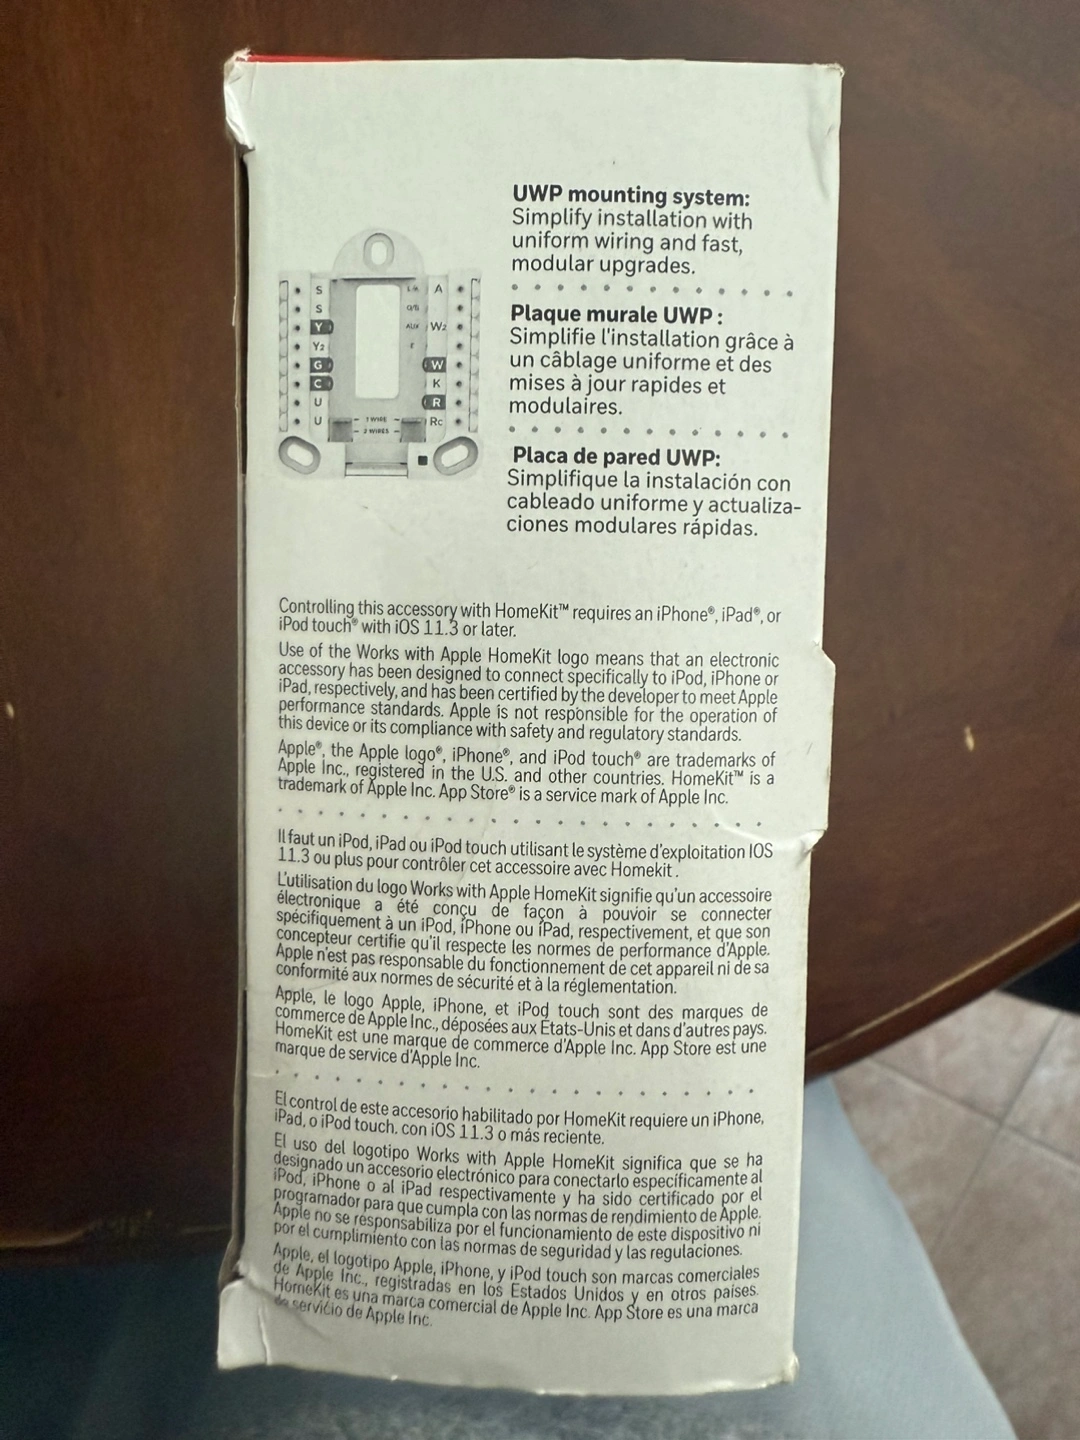 UWP mounting system:
Simplify installation with
uniform wiring and fast,
modular upgrades.
Plaque murale UWP :
Simplifie l'installation grâce à
un câblage uniforme et des
mises à jour rapides et
modulaires.
Placa de pared UWP:
Simplifique la instalación con
cableado uniforme y actualiza-
ciones modulares rápidas.
S A
S O/B
Y AUX W2
Y2 E
G W
C K
U R
U 1 WIRE Rc
2 WIRES
Controlling this accessory with HomeKit™ requires an iPhone®, iPad®, or
iPod touch® with iOS 11.3 or later.
Use of the Works with Apple HomeKit logo means that an electronic
accessory has been designed to connect specifically to iPod, iPhone or
iPad, respectively, and has been certified by the developer to meet Apple
performance standards. Apple is not responsible for the operation of
this device or its compliance with safety and regulatory standards.
Apple®, the Apple logo®, iPhone®, and iPod touch® are trademarks of
Apple Inc., registered in the U.S. and other countries. HomeKit™ is a
trademark of Apple Inc. App Store® is a service mark of Apple Inc.
Il faut un iPod, iPad ou iPod touch utilisant le système d'exploitation IOS
11.3 ou plus pour contrôler cet accessoire avec Homekit .
L'utilisation du logo Works with Apple HomeKit signifie qu'un accessoire
électronique a été conçu de façon à pouvoir se connecter
spécifiquement à un iPod, iPhone ou iPad, respectivement, et que son
concepteur certifie qu'il respecte les normes de performance d'Apple.
Apple n'est pas responsable du fonctionnement de cet appareil ni de sa
conformité aux normes de sécurité et à la réglementation.
Apple, le logo Apple, iPhone, et iPod touch sont des marques de
commerce de Apple Inc., déposées aux États-Unis et dans d'autres pays.
HomeKit est une marque de commerce d'Apple Inc. App Store est une
marque de service d'Apple Inc.
El control de este accesorio habilitado por HomeKit requiere un iPhone,
iPad, o iPod touch. con iOS 11.3 o más reciente.
El uso del logotipo Works with Apple HomeKit significa que se ha
designado un accesorio electrónico para conectarlo específicamente al
iPod, iPhone o al iPad respectivamente y ha sido certificado por el
programador para que cumpla con las normas de rendimiento de Apple.
Apple no se responsabiliza por el funcionamiento de este dispositivo ni
por el cumplimiento con las normas de seguridad y las regulaciones.
Apple, el logotipo Apple, iPhone, y iPod touch son marcas comerciales
de Apple Inc., registradas en los Estados Unidos y en otros países.
HomeKit es una marca comercial de Apple Inc. App Store es una marca
de servicio de Apple Inc.